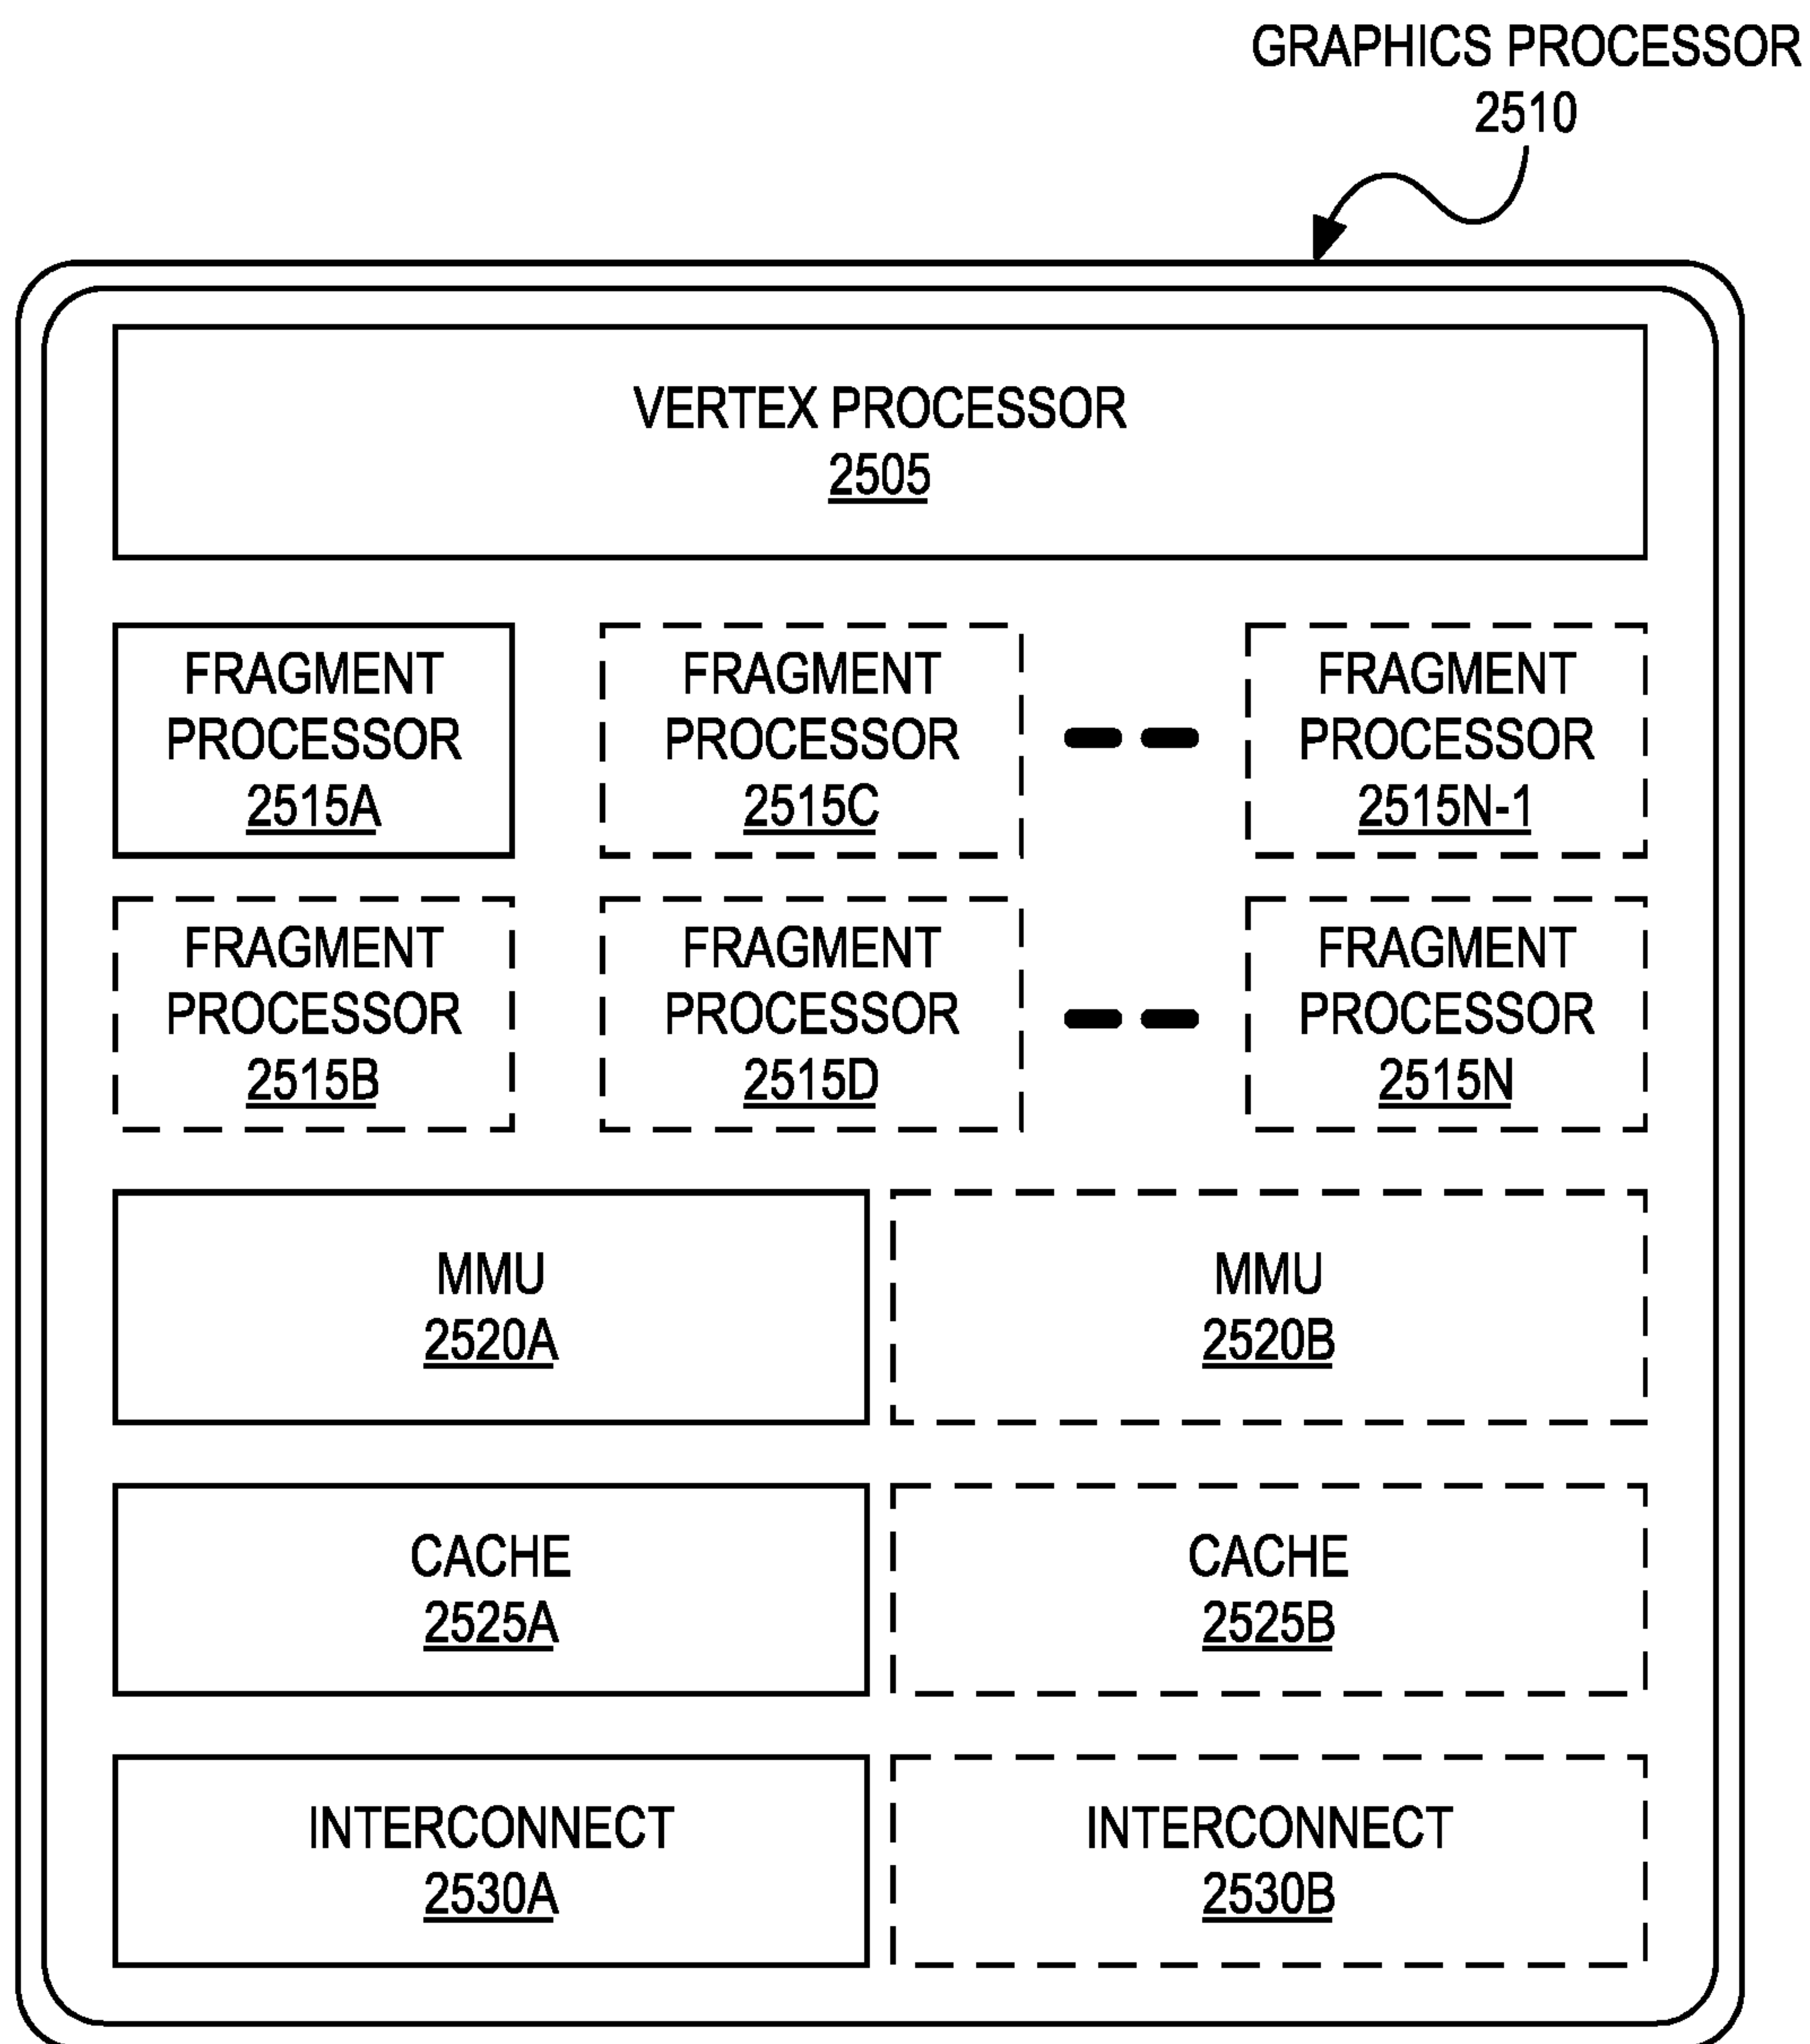 GRAPHICS PROCESSOR
2510
VERTEX PROCESSOR
2505
FRAGMENT
PROCESSOR
2515A
FRAGMENT
PROCESSOR
2515C
FRAGMENT
PROCESSOR
2515N-1
FRAGMENT
PROCESSOR
2515B
FRAGMENT
PROCESSOR
2515D
FRAGMENT
PROCESSOR
2515N
MMU
2520A
MMU
2520B
CACHE
2525A
CACHE
2525B
INTERCONNECT
2530A
INTERCONNECT
2530B